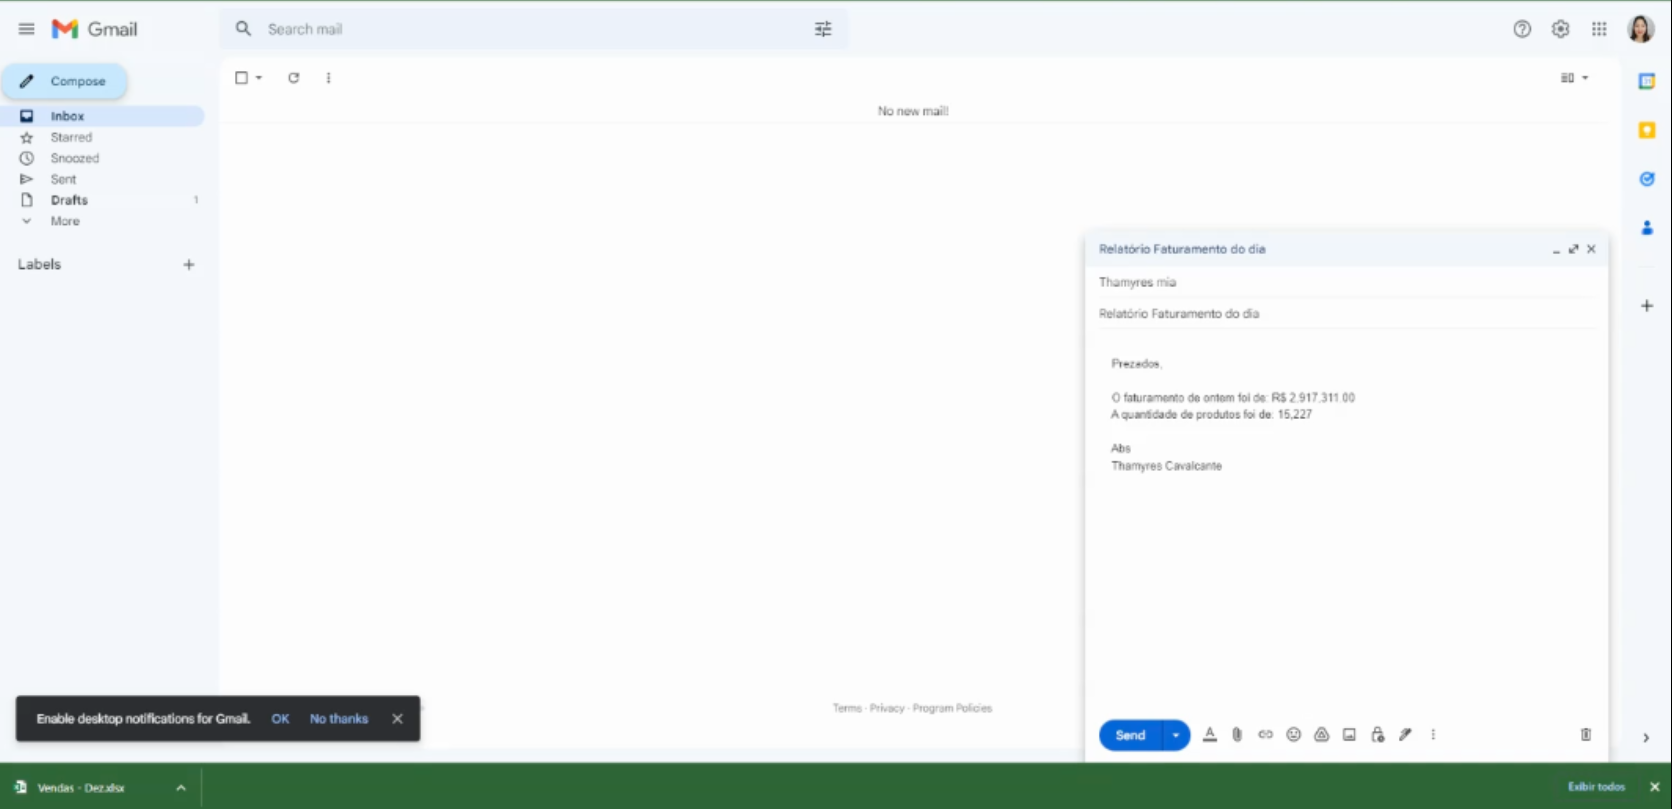 Gmail
Search mail
Compose
Inbox
Starred
Snoozed
Sent
Drafts 1
More
Labels
No new mail!
Relatório Faturamento do dia
Thamyres mia
Relatório Faturamento do dia
Prezados,
O faturamento de ontem foi de: R$ 2,917,311.00
A quantidade de produtos foi de: 15,227
Abs
Thamyres Cavalcante
Send
Terms · Privacy · Program Policies
Enable desktop notifications for Gmail. OK No thanks
Vendas - Dez.xlsx
Exibir todos